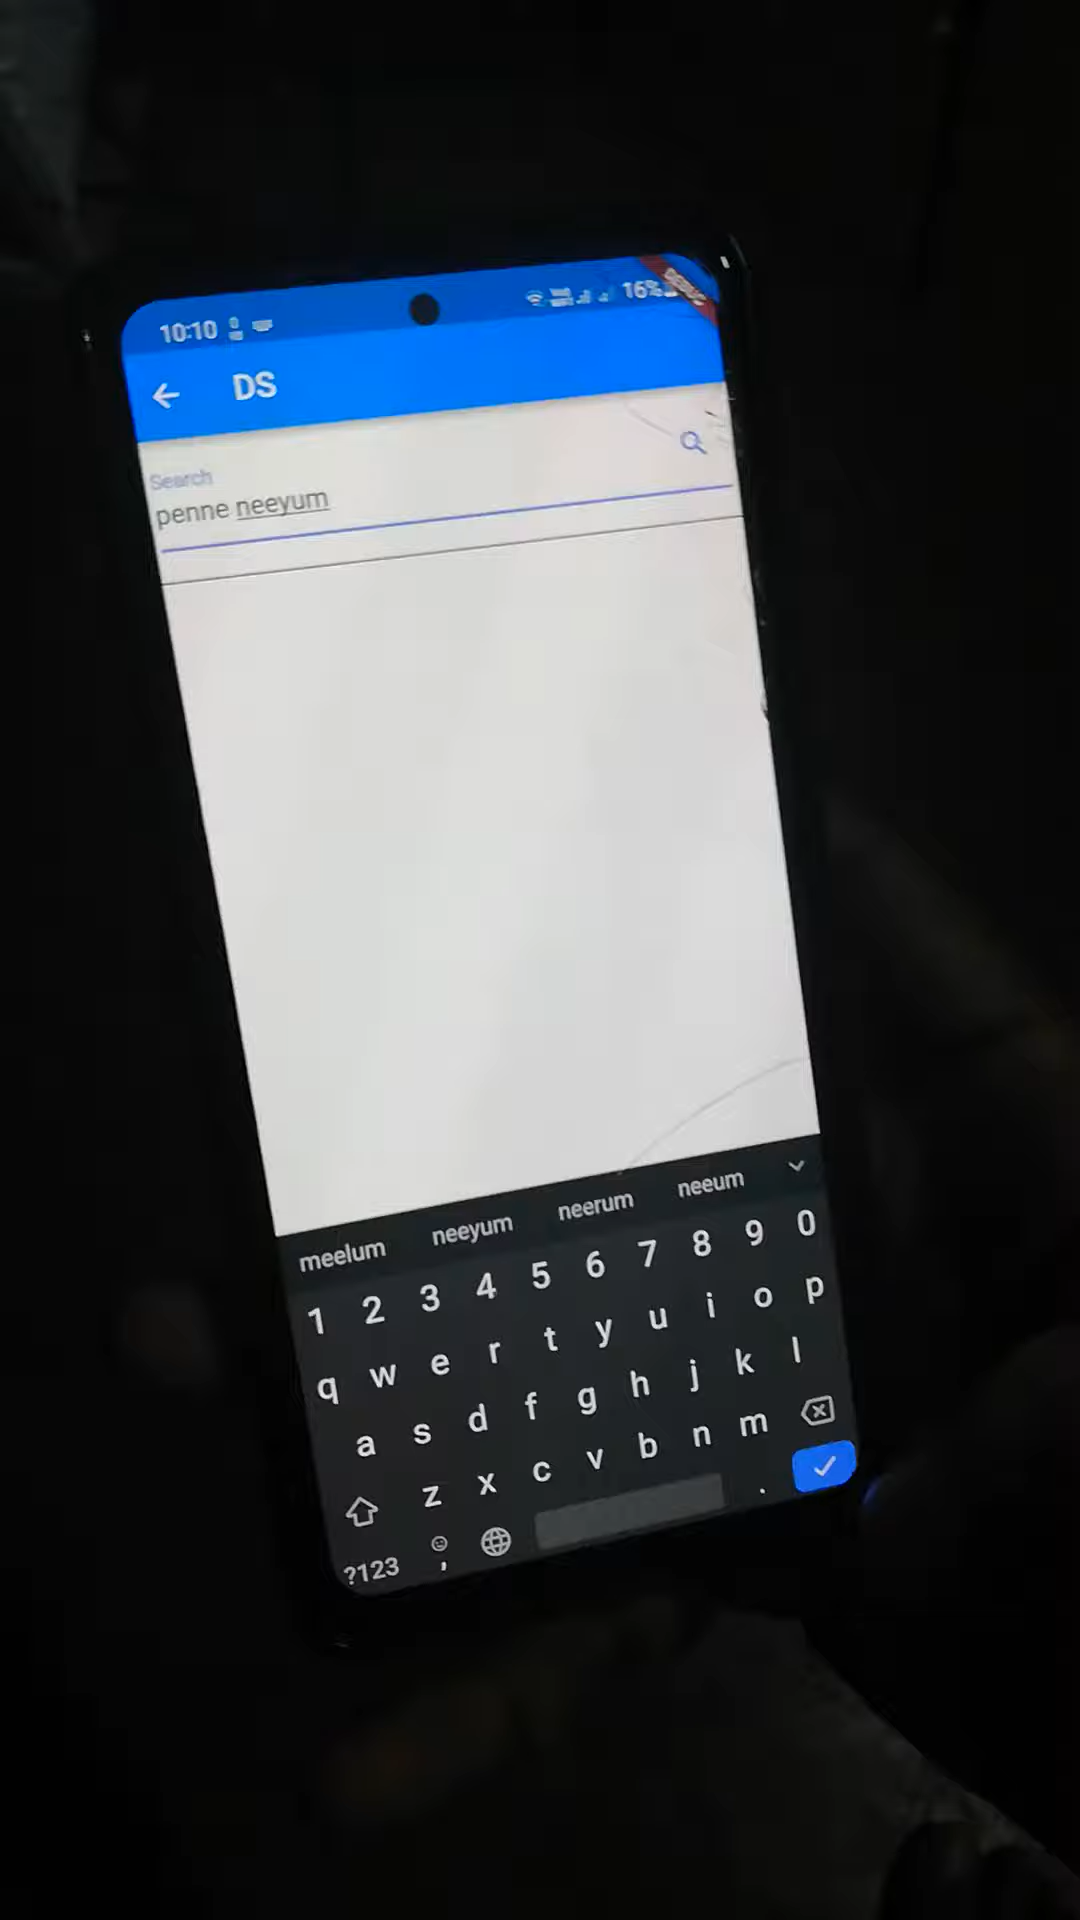 10:10 16%
DS
Search
penne neeyum
meelum neeyum neerum neeum
1 2 3 4 5 6 7 8 9 0
q w e r t y u i o p
a s d f g h j k l
z x c v b n m
?123 , .